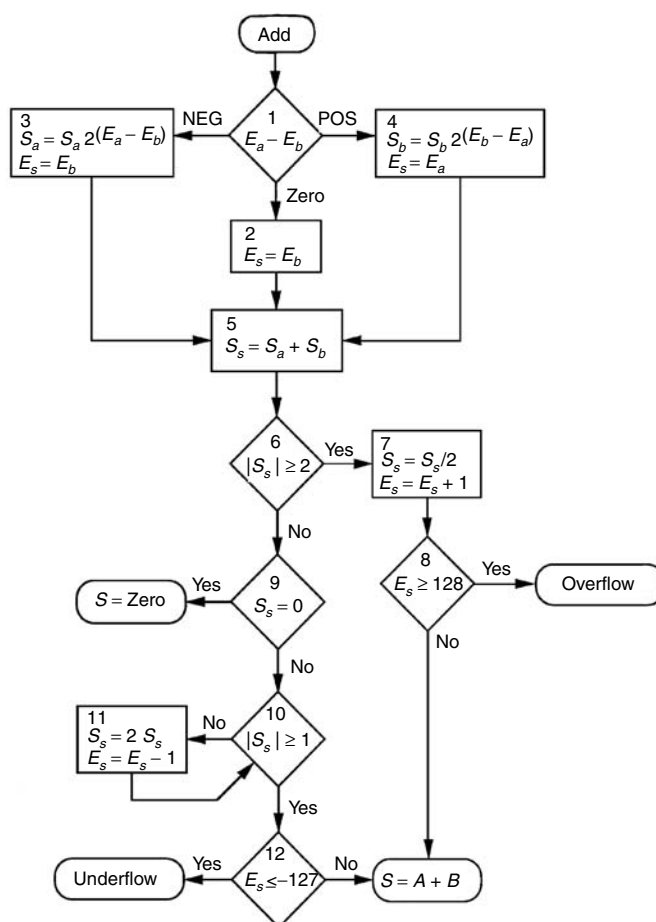 Add
1
E_a − E_b
NEG
POS
Zero
3
S_a = S_a 2^(E_a − E_b)
E_s = E_b
4
S_b = S_b 2^(E_b − E_a)
E_s = E_a
2
E_s = E_b
5
S_s = S_a + S_b
6
|S_s| ≥ 2
Yes
No
7
S_s = S_s/2
E_s = E_s + 1
8
E_s ≥ 128
Yes
Overflow
No
9
S_s = 0
Yes
S = Zero
No
10
|S_s| ≥ 1
No
11
S_s = 2 S_s
E_s = E_s − 1
Yes
12
E_s ≤ −127
Yes
Underflow
No
S = A + B